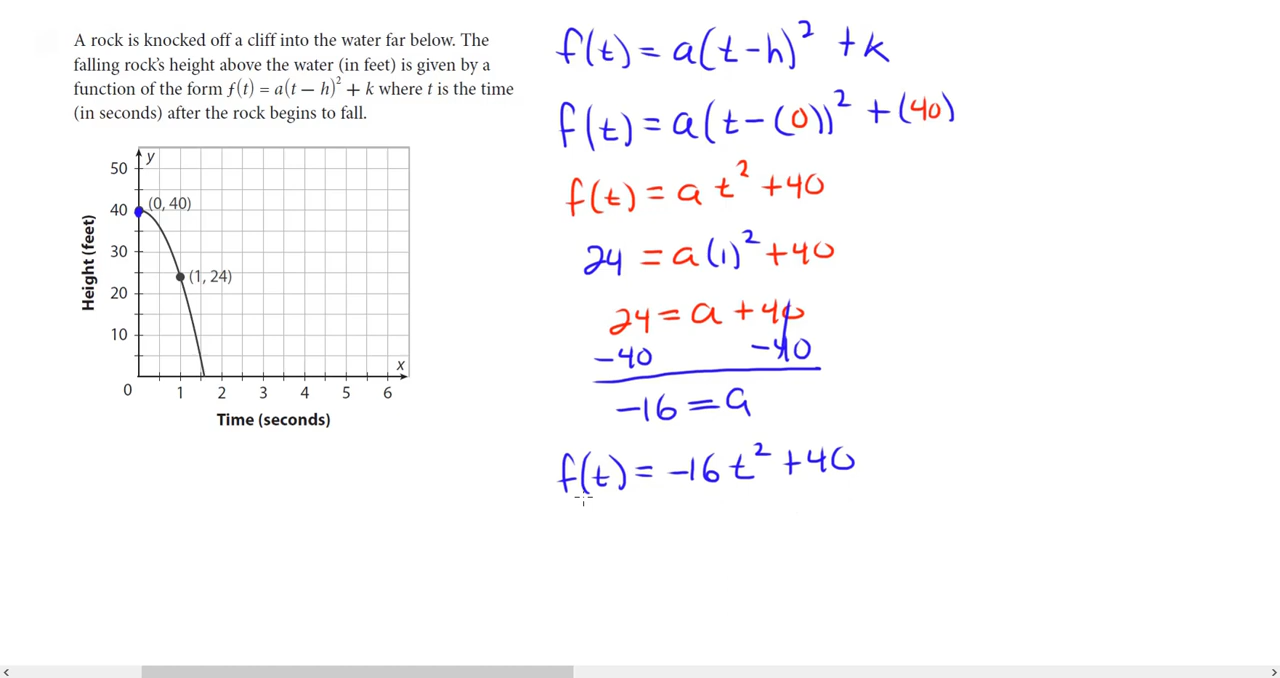 A rock is knocked off a cliff into the water far below. The
falling rock's height above the water (in feet) is given by a
function of the form f(t) = a(t − h)² + k where t is the time
(in seconds) after the rock begins to fall.
y
50
40
30
20
10
0
1
2
3
4
5
6
x
(0, 40)
(1, 24)
Height (feet)
Time (seconds)
f(t) = a(t-h)² + k
f(t) = a(t-(0))² + (40)
f(t) = a t² + 40
24 = a(1)² + 40
24 = a + 40
-40 -40
-16 = a
f(t) = -16t² + 40